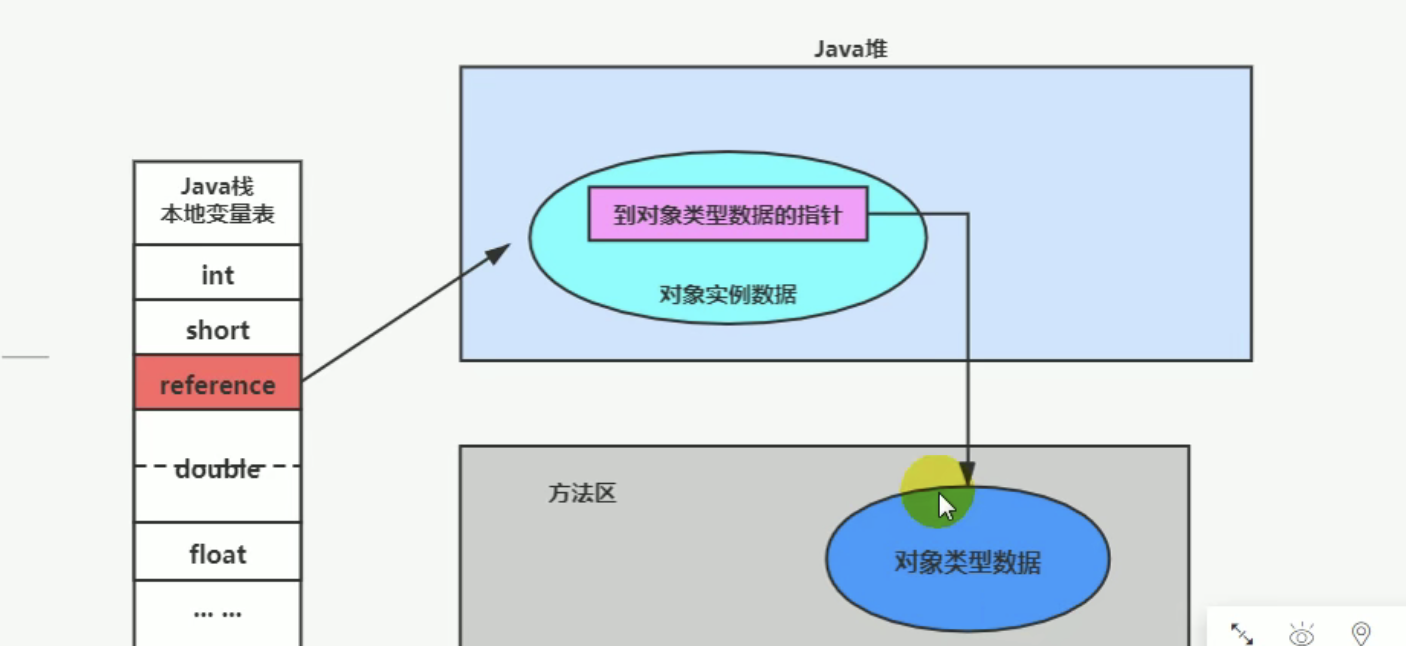 Java堆
Java栈
本地变量表
int
short
reference
double
float
... ...
到对象类型数据的指针
对象实例数据
方法区
对象类型数据